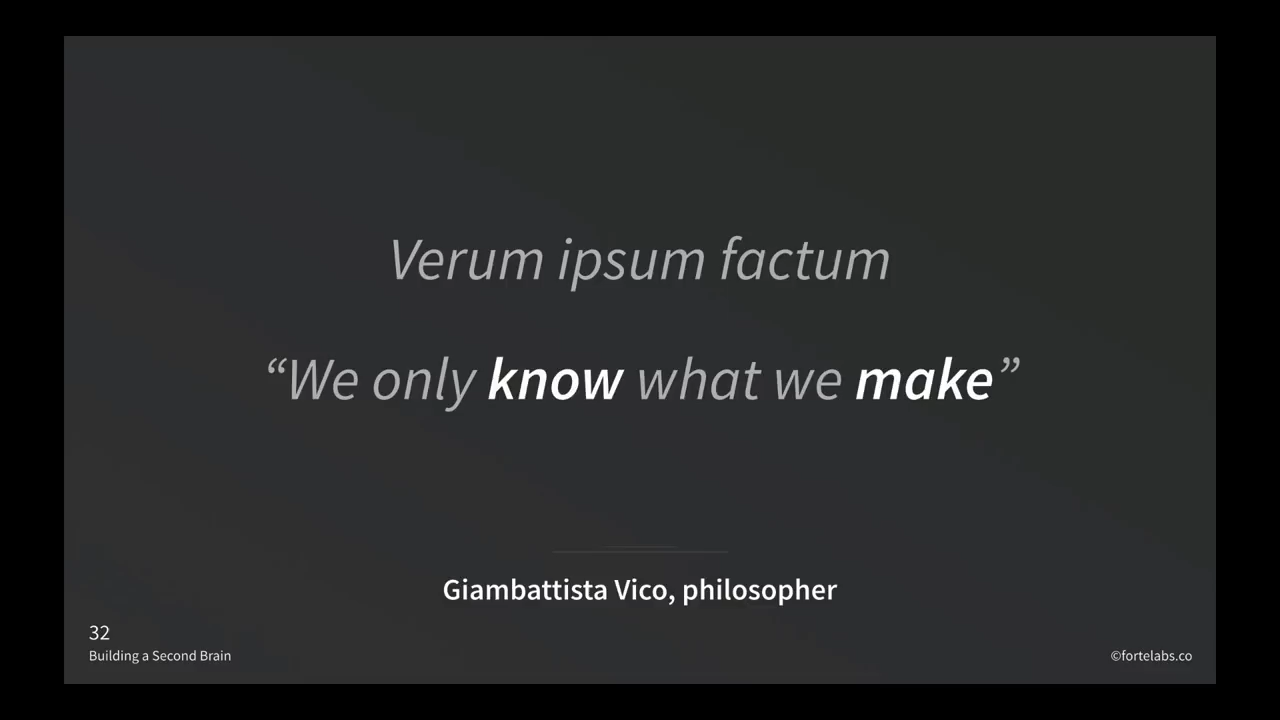 Verum ipsum factum
“We only know what we make”
Giambattista Vico, philosopher
32
Building a Second Brain
©fortelabs.co